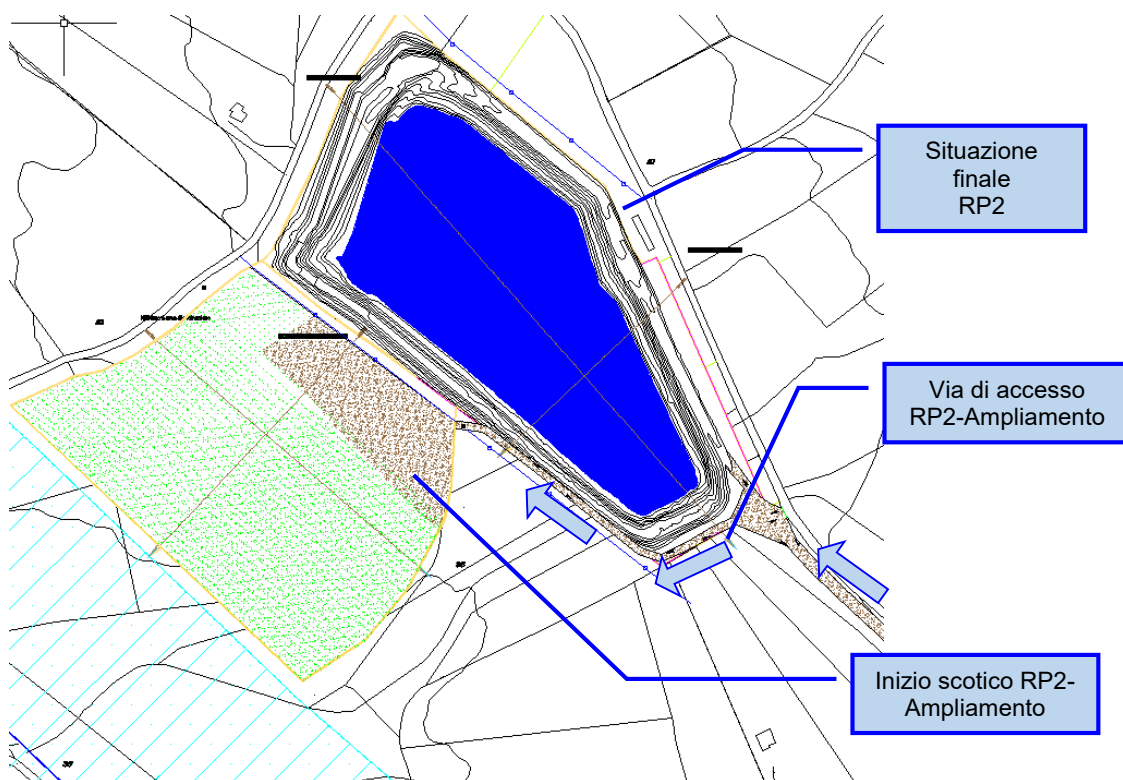 Situazione
finale
RP2
Via di accesso
RP2-Ampliamento
Inizio scotico RP2-
Ampliamento